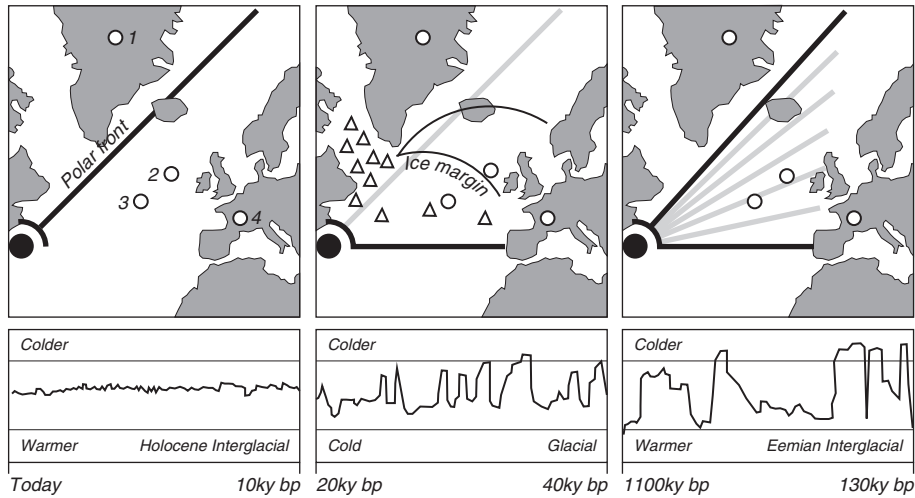 1
Polar front
2
3
4
Ice margin
Colder
Warmer Holocene Interglacial
Today 10ky bp
Colder
Cold Glacial
20ky bp 40ky bp
Colder
Warmer Eemian Interglacial
1100ky bp 130ky bp